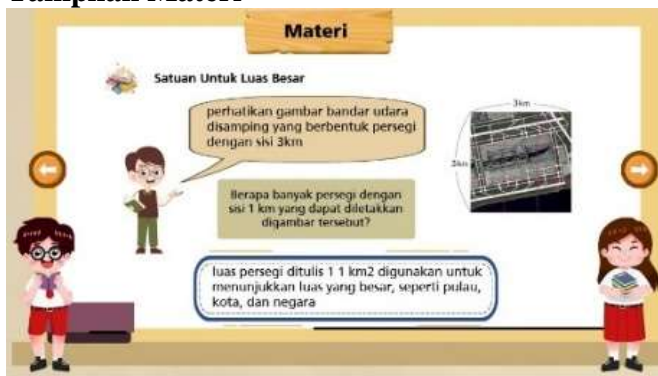 Tampilan Materi
Materi
Satuan Untuk Luas Besar
perhatikan gambar bandar udara
disamping yang berbentuk persegi
dengan sisi 3km
3km
3km
Berapa banyak persegi dengan
sisi 1 km yang dapat diletakkan
digambar tersebut?
luas persegi ditulis 1 1 km2 digunakan untuk
menunjukkan luas yang besar, seperti pulau,
kota, dan negara